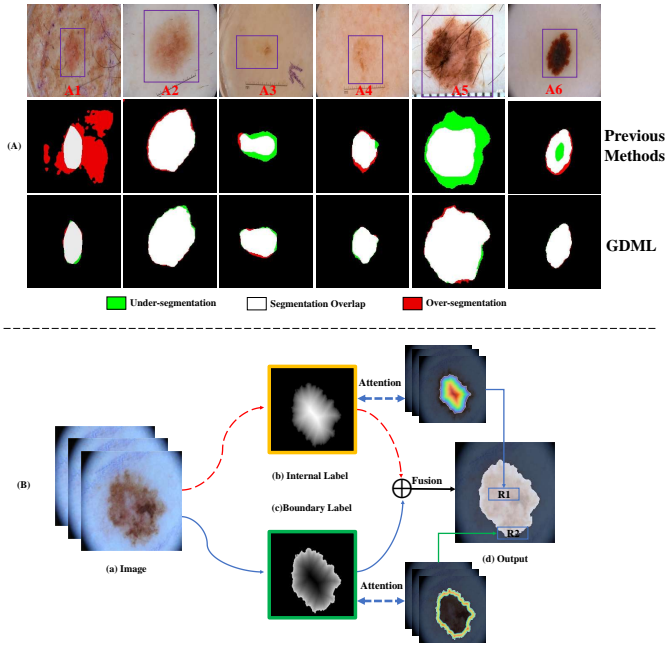 A1 A2 A3 A4 A5 A6
(A)
Previous
Methods
GDML
Under-segmentation Segmentation Overlap Over-segmentation
Attention
(b) Internal Label
(B)
Fusion
R1
(c)Boundary Label
R2
(a) Image
(d) Output
Attention